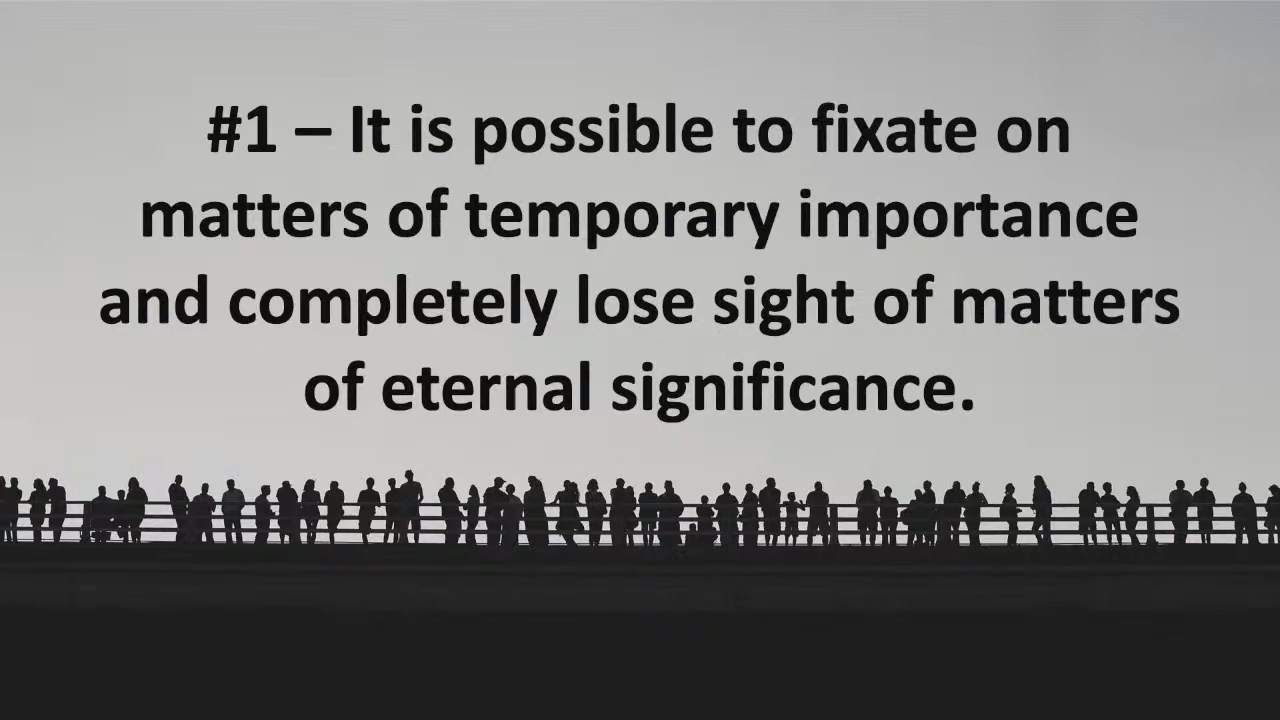 #1 – It is possible to fixate on
matters of temporary importance
and completely lose sight of matters
of eternal significance.